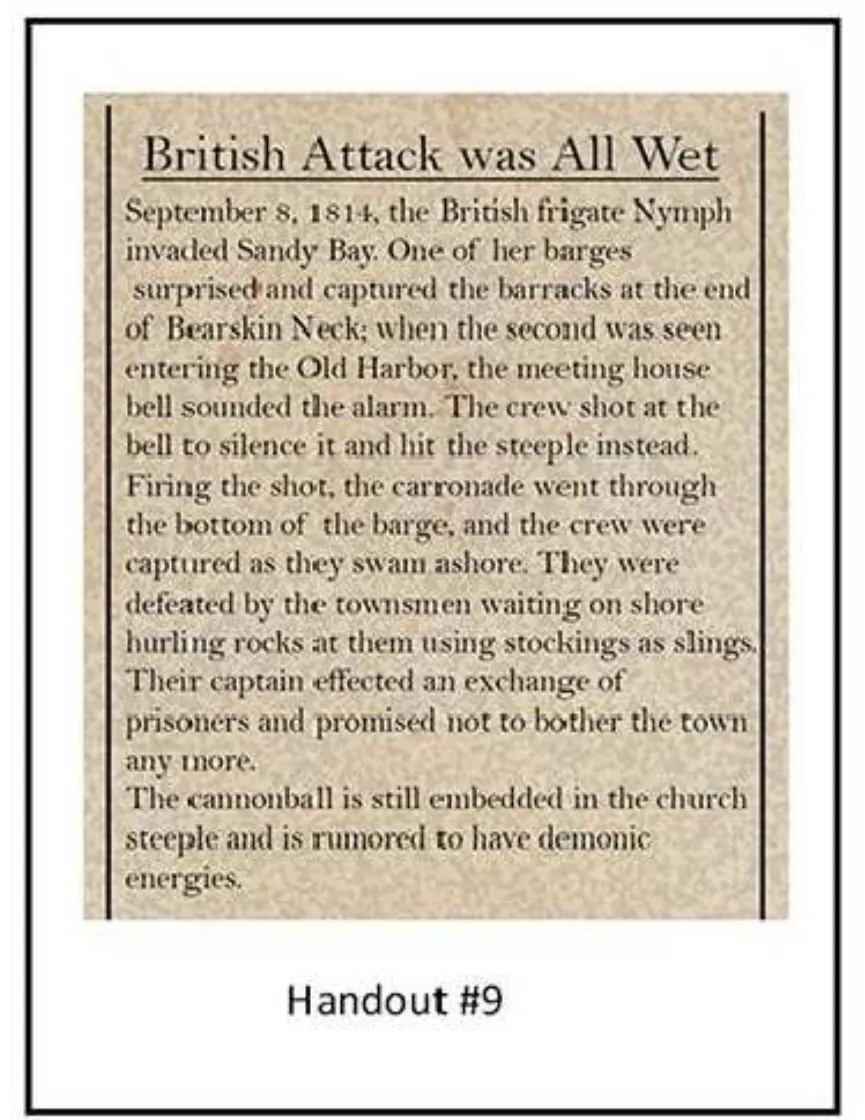 British Attack was All Wet
September 8, 1814, the British frigate Nymph
invaded Sandy Bay. One of her barges
surprised and captured the barracks at the end
of Bearskin Neck; when the second was seen
entering the Old Harbor, the meeting house
bell sounded the alarm. The crew shot at the
bell to silence it and hit the steeple instead.
Firing the shot, the carronade went through
the bottom of the barge, and the crew were
captured as they swam ashore. They were
defeated by the townsmen waiting on shore
hurling rocks at them using stockings as slings.
Their captain effected an exchange of
prisoners and promised not to bother the town
any more.
The cannonball is still embedded in the church
steeple and is rumored to have demonic
energies.
Handout #9